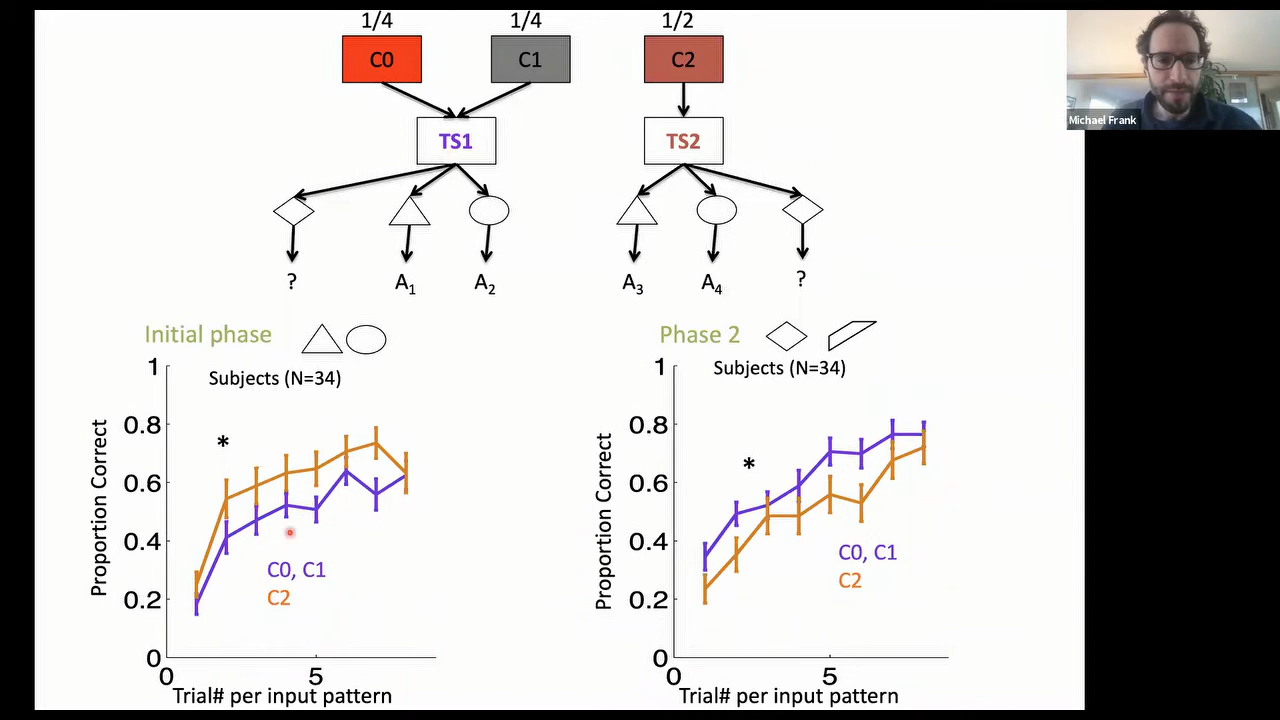 1/4 1/4 1/2
C0 C1 C2
Michael Frank
TS1 TS2
? A1 A2 A3 A4 ?
Initial phase
Phase 2
Subjects (N=34)
Subjects (N=34)
1
0.8
0.6
0.4
0.2
0
0 5
Proportion Correct
*
C0, C1
C2
Trial# per input pattern
1
0.8
0.6
0.4
0.2
0
0 5
Proportion Correct
*
C0, C1
C2
Trial# per input pattern